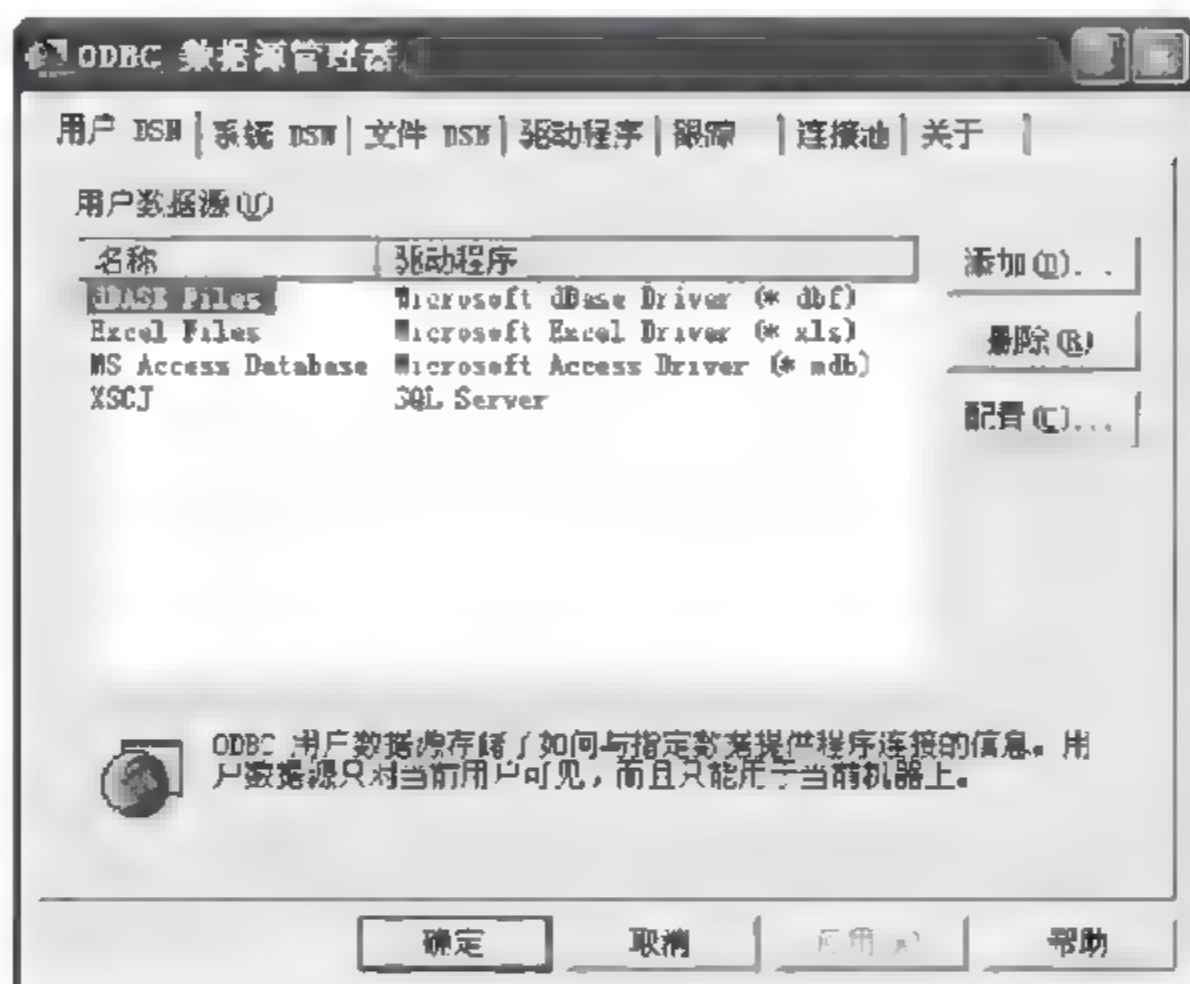 ODBC 数据源管理器
用户 DSN 系统 DSN 文件 DSN 驱动程序 跟踪 连接池 关于
用户数据源(U)
名称 驱动程序
dBASE Files Microsoft dBase Driver (* dbf)
Excel Files Microsoft Excel Driver (* xls)
MS Access Database Microsoft Access Driver (* mdb)
XSCJ SQL Server
添加(D)...
删除(R)
配置(C)...
ODBC 用户数据源存储了如何与指定数据提供程序连接的信息。用
户数据源只对当前用户可见，而且只能用于当前机器上。
确定 取消 应用(A) 帮助